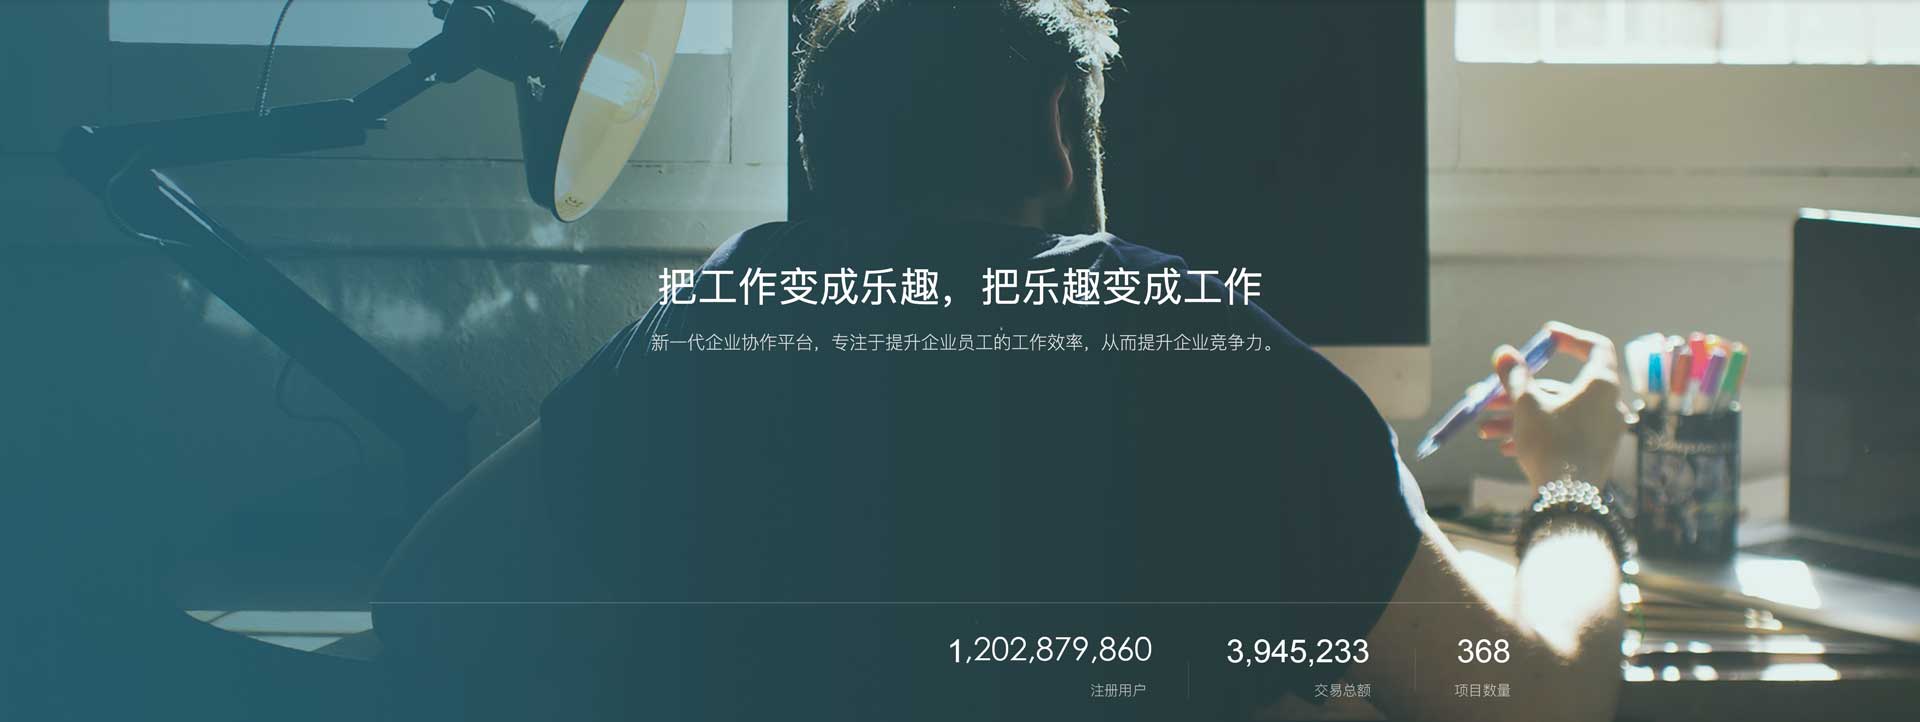 把工作变成乐趣，把乐趣变成工作
新一代企业协作平台，专注于提升企业员工的工作效率，从而提升企业竞争力。
1,202,879,860 3,945,233 368
注册用户 交易总额 项目数量